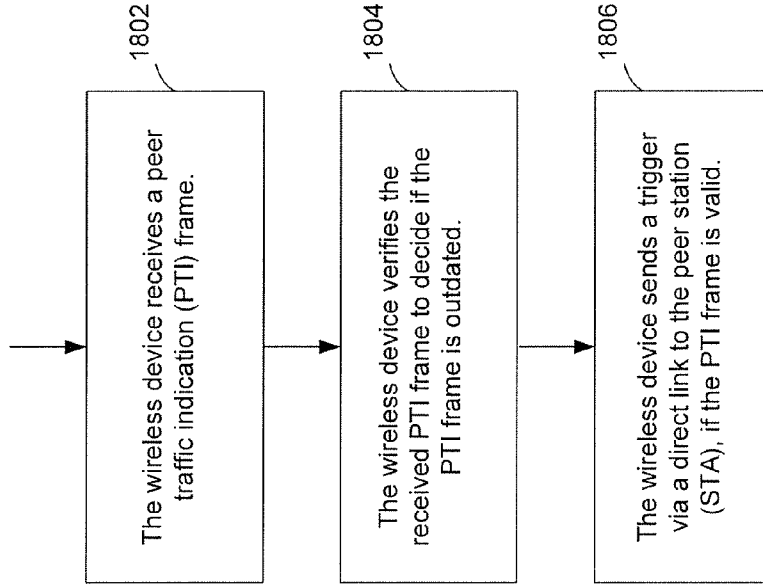 1802
The wireless device receives a peer
traffic indication (PTI) frame.
1804
The wireless device verifies the
received PTI frame to decide if the
PTI frame is outdated.
1806
The wireless device sends a trigger
via a direct link to the peer station
(STA), if the PTI frame is valid.